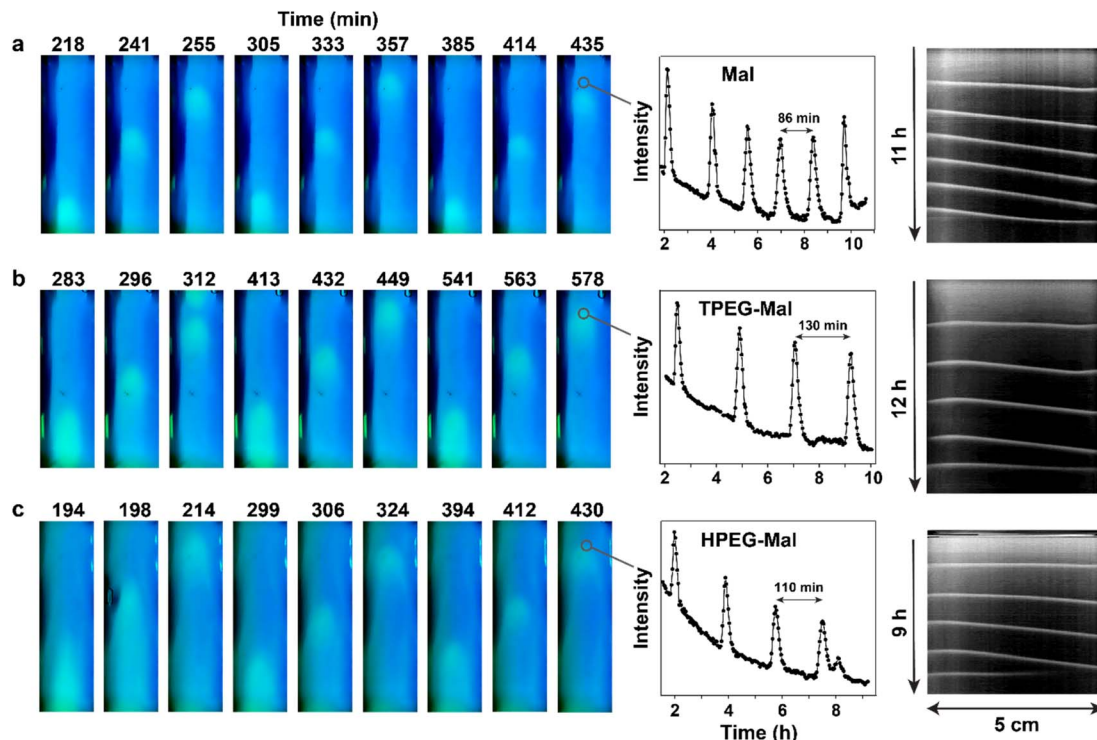 Time (min)
a 218 241 255 305 333 357 385 414 435
Mal
86 min
Intensity
2 4 6 8 10
11 h
b 283 296 312 413 432 449 541 563 578
TPEG-Mal
130 min
Intensity
2 4 6 8 10
12 h
c 194 198 214 299 306 324 394 412 430
HPEG-Mal
110 min
Intensity
2 4 6 8
Time (h)
9 h
5 cm